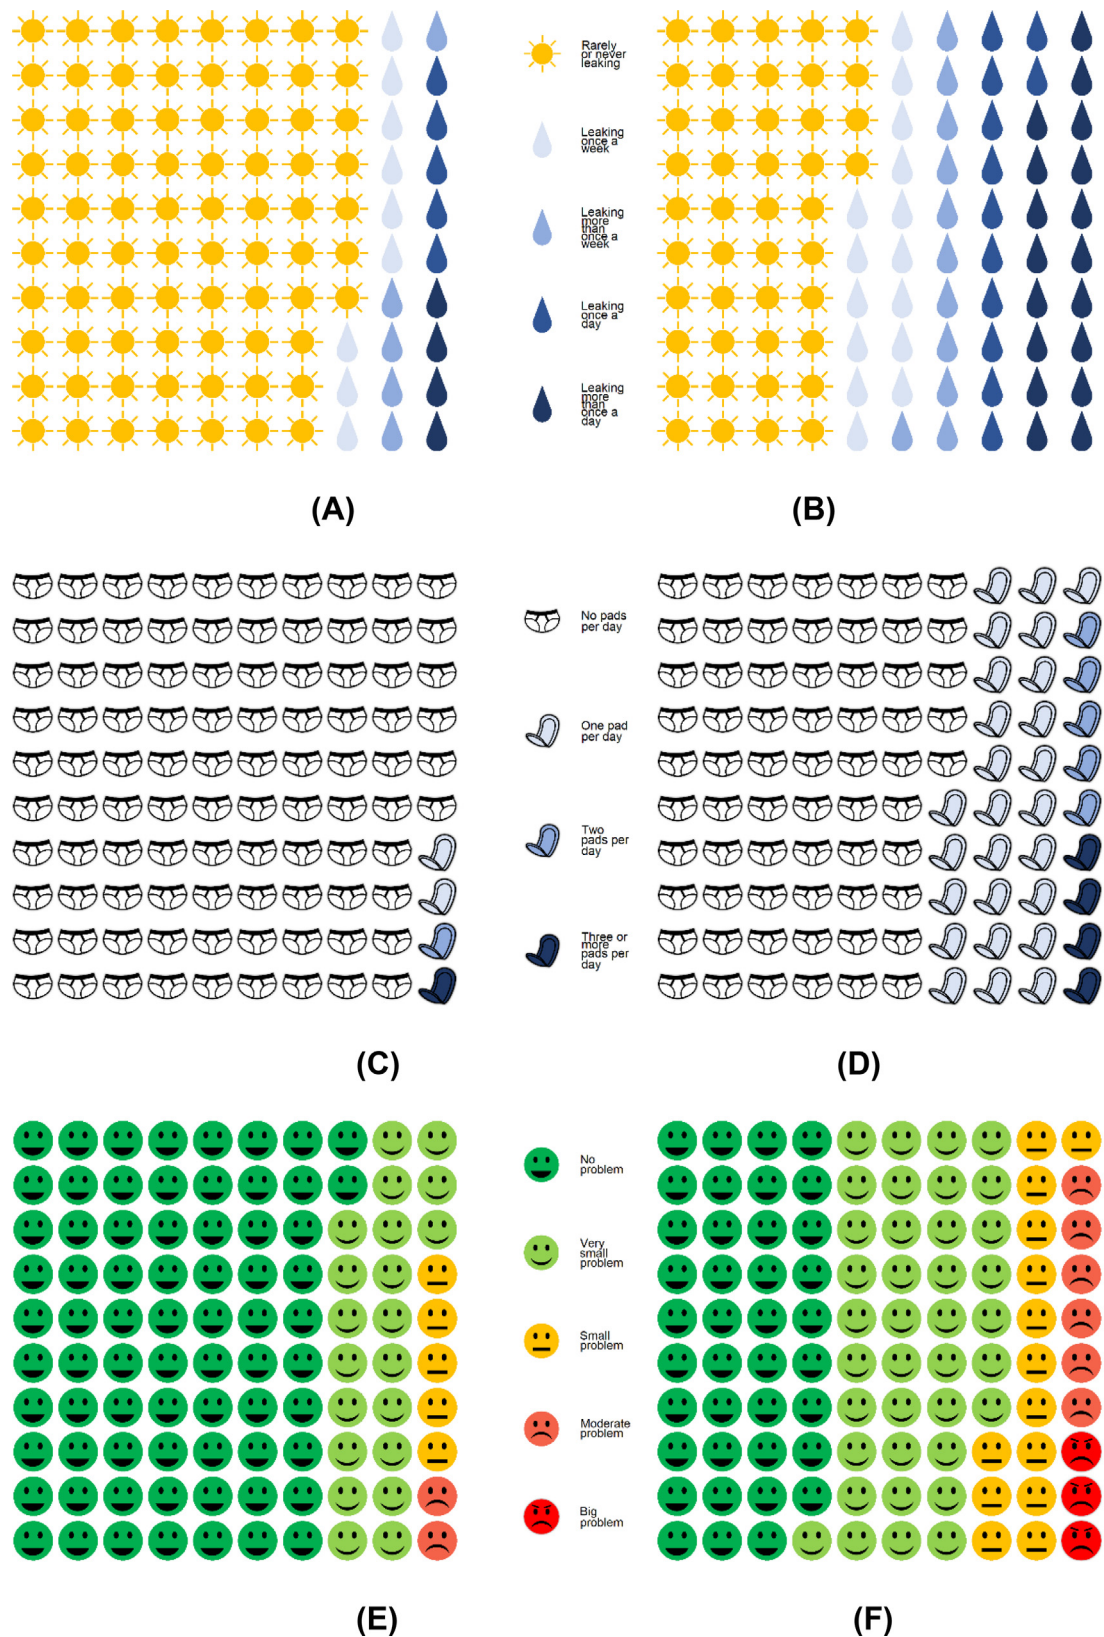 Rarely
or never
leaking
Leaking
once a
week
Leaking
more
than
once a
week
Leaking
once a
day
Leaking
more
than
once a
day
(A)
(B)
No pads
per day
One pad
per day
Two
pads per
day
Three or
more
pads per
day
(C)
(D)
No
problem
Very
small
problem
Small
problem
Moderate
problem
Big
problem
(E)
(F)